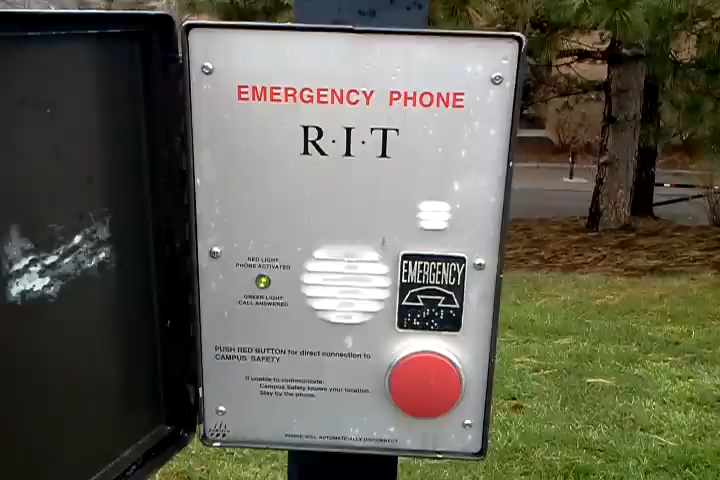 EMERGENCY PHONE
R·I·T
RED LIGHT
PHONE ACTIVATED
EMERGENCY
GREEN LIGHT
CALL ANSWERED
PUSH RED BUTTON for direct connection to
CAMPUS SAFETY
If unable to communicate:
Campus Safety knows your location.
Stay by the phone.
PHONE WILL AUTOMATICALLY DISCONNECT